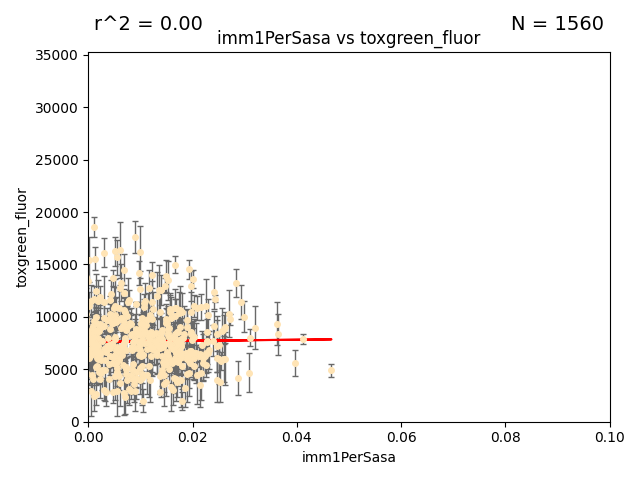 r^2 = 0.00
N = 1560
imm1PerSasa vs toxgreen_fluor
35000
30000
25000
20000
15000
10000
5000
0
toxgreen_fluor
0.00
0.02
0.04
0.06
0.08
0.10
imm1PerSasa